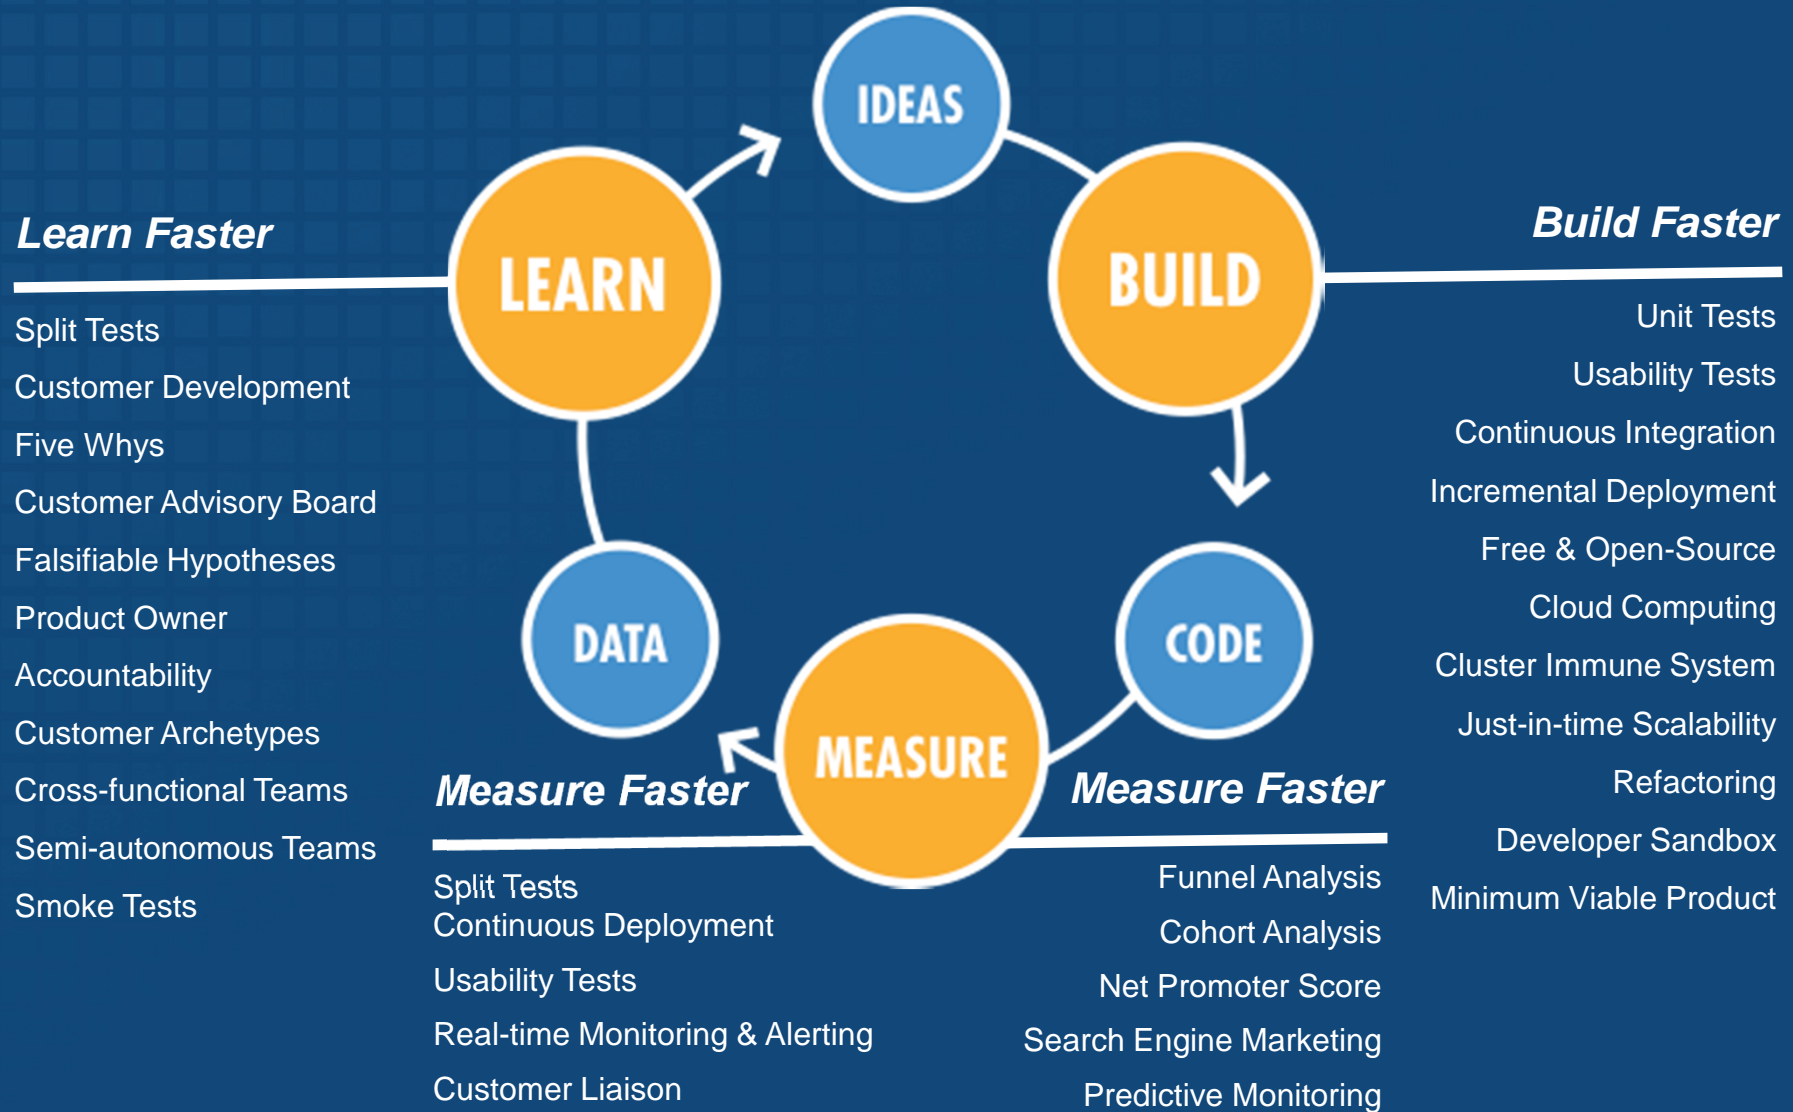 IDEAS
LEARN
BUILD
DATA
CODE
MEASURE
Learn Faster
Split Tests
Customer Development
Five Whys
Customer Advisory Board
Falsifiable Hypotheses
Product Owner
Accountability
Customer Archetypes
Cross-functional Teams
Semi-autonomous Teams
Smoke Tests
Measure Faster
Split Tests
Continuous Deployment
Usability Tests
Real-time Monitoring & Alerting
Customer Liaison
Measure Faster
Funnel Analysis
Cohort Analysis
Net Promoter Score
Search Engine Marketing
Predictive Monitoring
Build Faster
Unit Tests
Usability Tests
Continuous Integration
Incremental Deployment
Free & Open-Source
Cloud Computing
Cluster Immune System
Just-in-time Scalability
Refactoring
Developer Sandbox
Minimum Viable Product